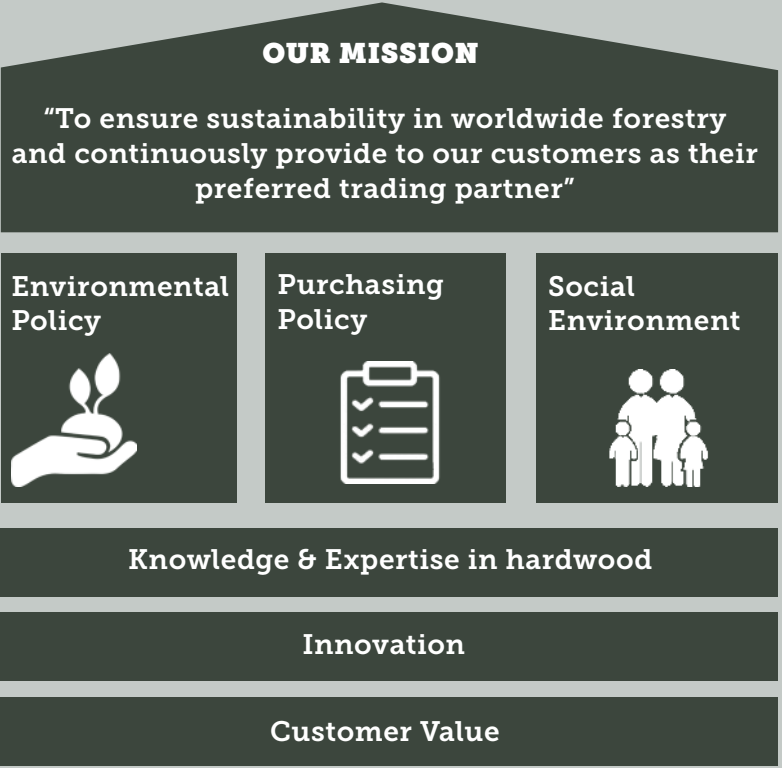 OUR MISSION
“To ensure sustainability in worldwide forestry
and continuously provide to our customers as their
preferred trading partner”
Environmental
Policy
Purchasing
Policy
Social
Environment
Knowledge & Expertise in hardwood
Innovation
Customer Value